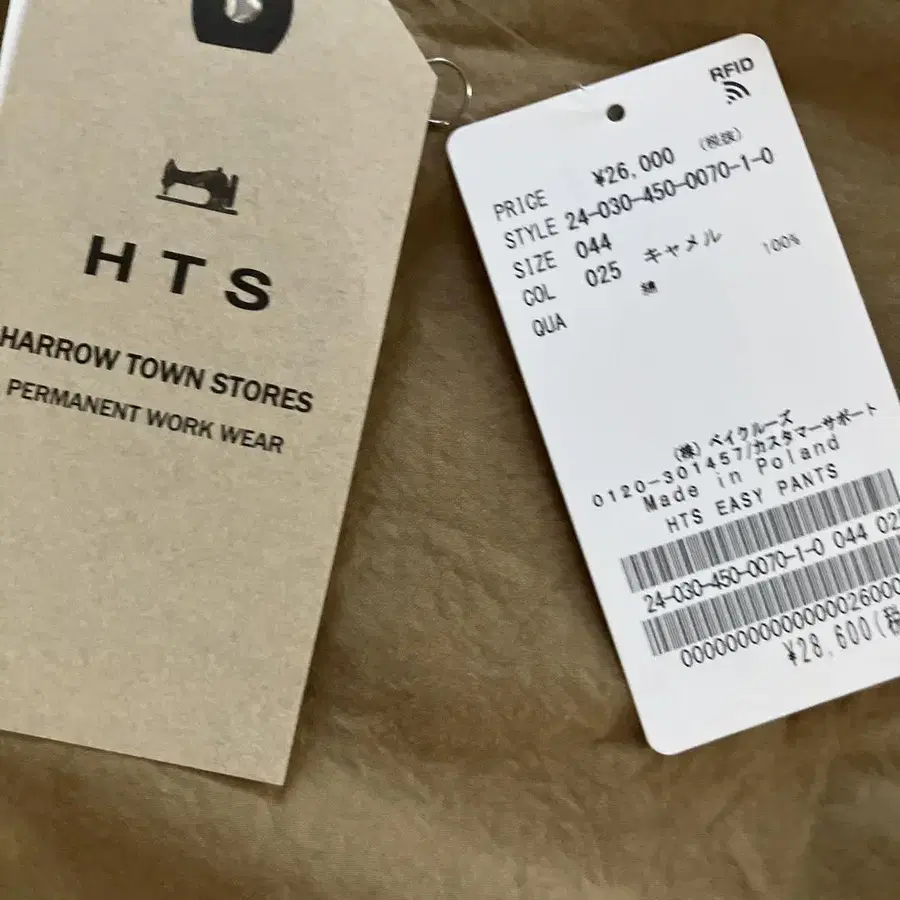 HTS
HARROW TOWN STORES
PERMANENT WORK WEAR
RFID
PRICE ¥26,000 (税抜)
STYLE 24-030-450-0070-1-0
SIZE 044
COL 025 キャメル
QUA 綿 100%
(株) ベイクルーズ
0120-301457/カスタマーサポート
Made in Poland
HTS EASY PANTS
24-030-450-0070-1-0 044 025
¥28,600(税